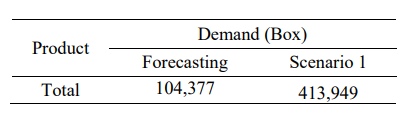 Product Demand (Box)
Forecasting Scenario 1
Total 104,377 413,949